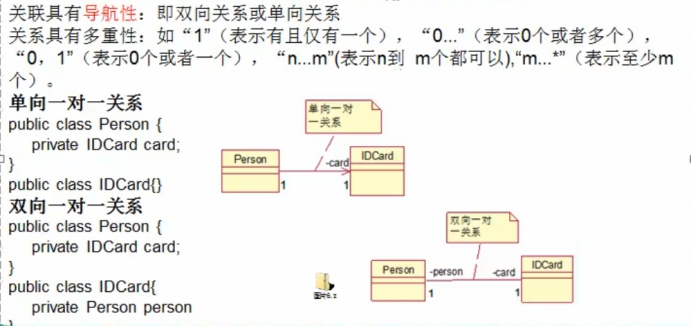 关联具有导航性：即双向关系或单向关系
关系具有多重性：如“1”（表示有且仅有一个），“0...”（表示0个或者多个），
“0，1”（表示0个或者一个），“n...m”(表示n到 m个都可以),“m...*”（表示至少m
个）。
单向一对一关系
public class Person {
private IDCard card;
}
public class IDCard{}
单向一对
一关系
Person
-card
IDCard
1
1
双向一对一关系
public class Person {
private IDCard card;
}
public class IDCard{
private Person person
}
双向一对
一关系
Person
-person
-card
IDCard
1
1